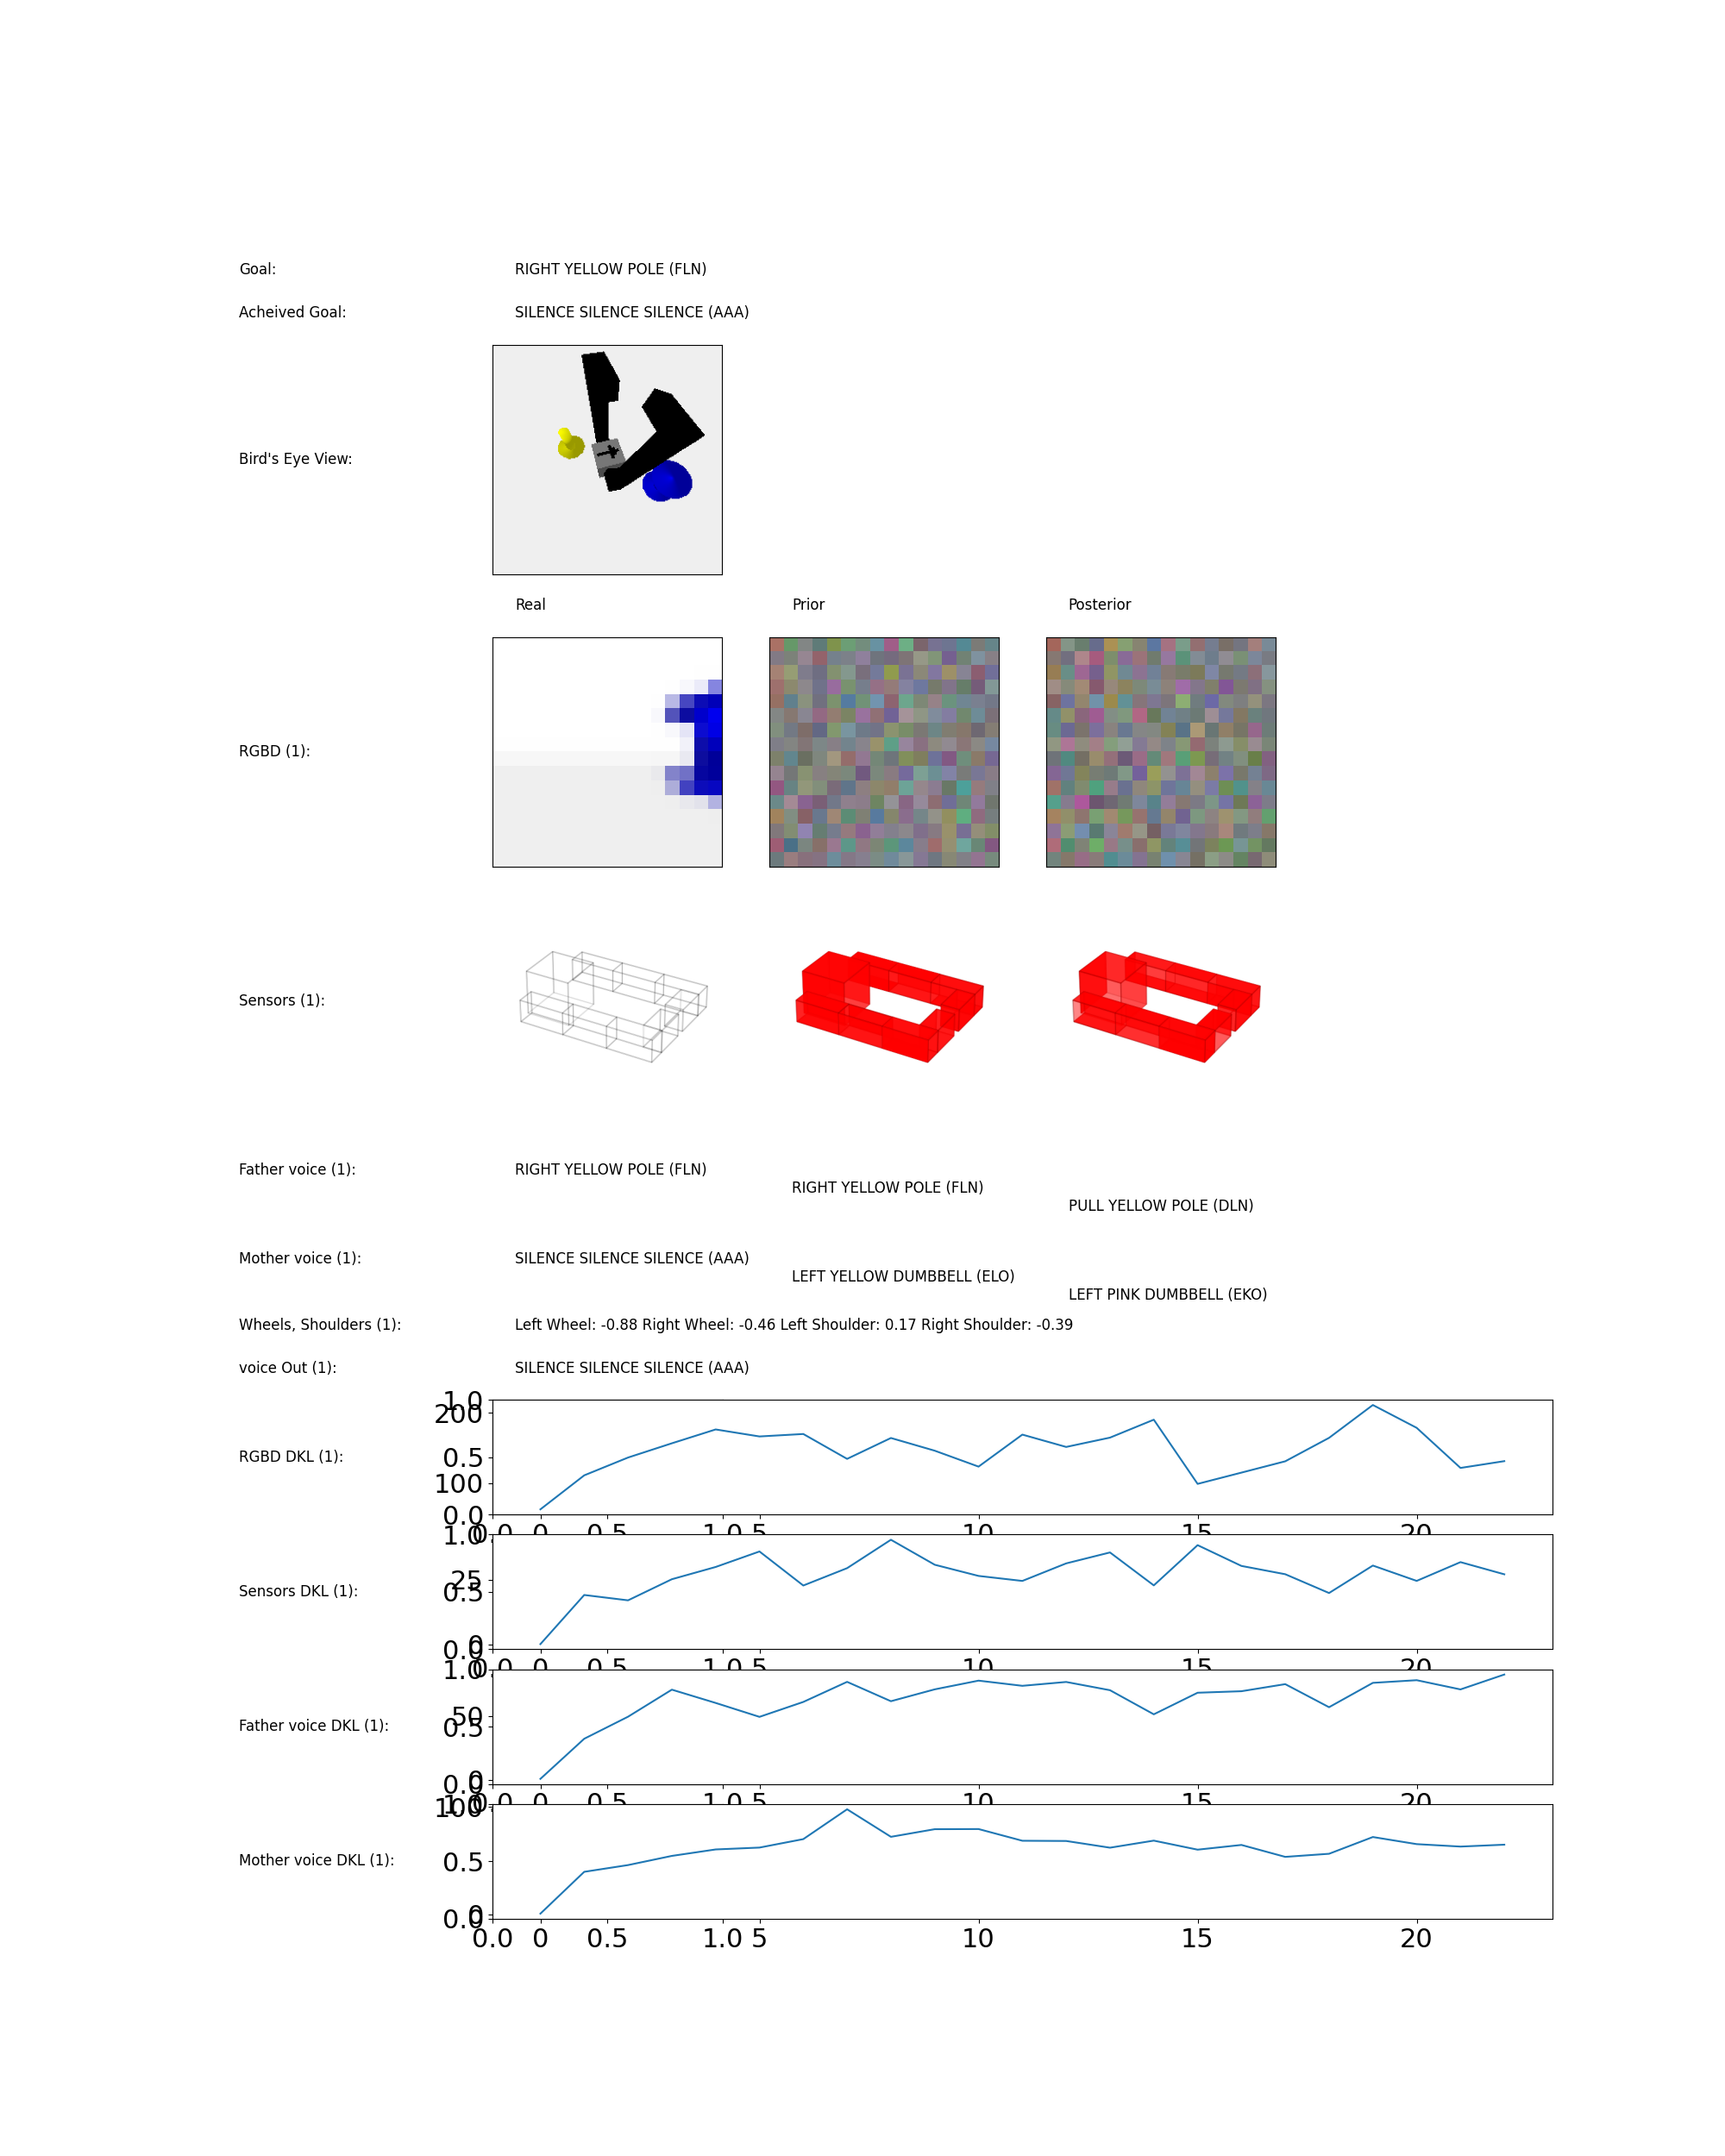 Goal: RIGHT YELLOW POLE (FLN)
Acheived Goal: SILENCE SILENCE SILENCE (AAA)
Bird's Eye View:
Real Prior Posterior
RGBD (1):
Sensors (1):
Father voice (1): RIGHT YELLOW POLE (FLN)
RIGHT YELLOW POLE (FLN)
PULL YELLOW POLE (DLN)
Mother voice (1): SILENCE SILENCE SILENCE (AAA)
LEFT YELLOW DUMBBELL (ELO)
LEFT PINK DUMBBELL (EKO)
Wheels, Shoulders (1): Left Wheel: -0.88 Right Wheel: -0.46 Left Shoulder: 0.17 Right Shoulder: -0.39
voice Out (1): SILENCE SILENCE SILENCE (AAA)
1.0
200
RGBD DKL (1): 0.5
100
0.0
0.0 0 0.5 1.0 5 10 15 20
1.0
25
Sensors DKL (1): 0.5
0
0.0
0.0 0 0.5 1.0 5 10 15 20
1.0
50
Father voice DKL (1): 0.5
0
0.0
0.0 0 0.5 1.0 5 10 15 20
1.0
100
Mother voice DKL (1): 0.5
0
0.0
0.0 0 0.5 1.0 5 10 15 20